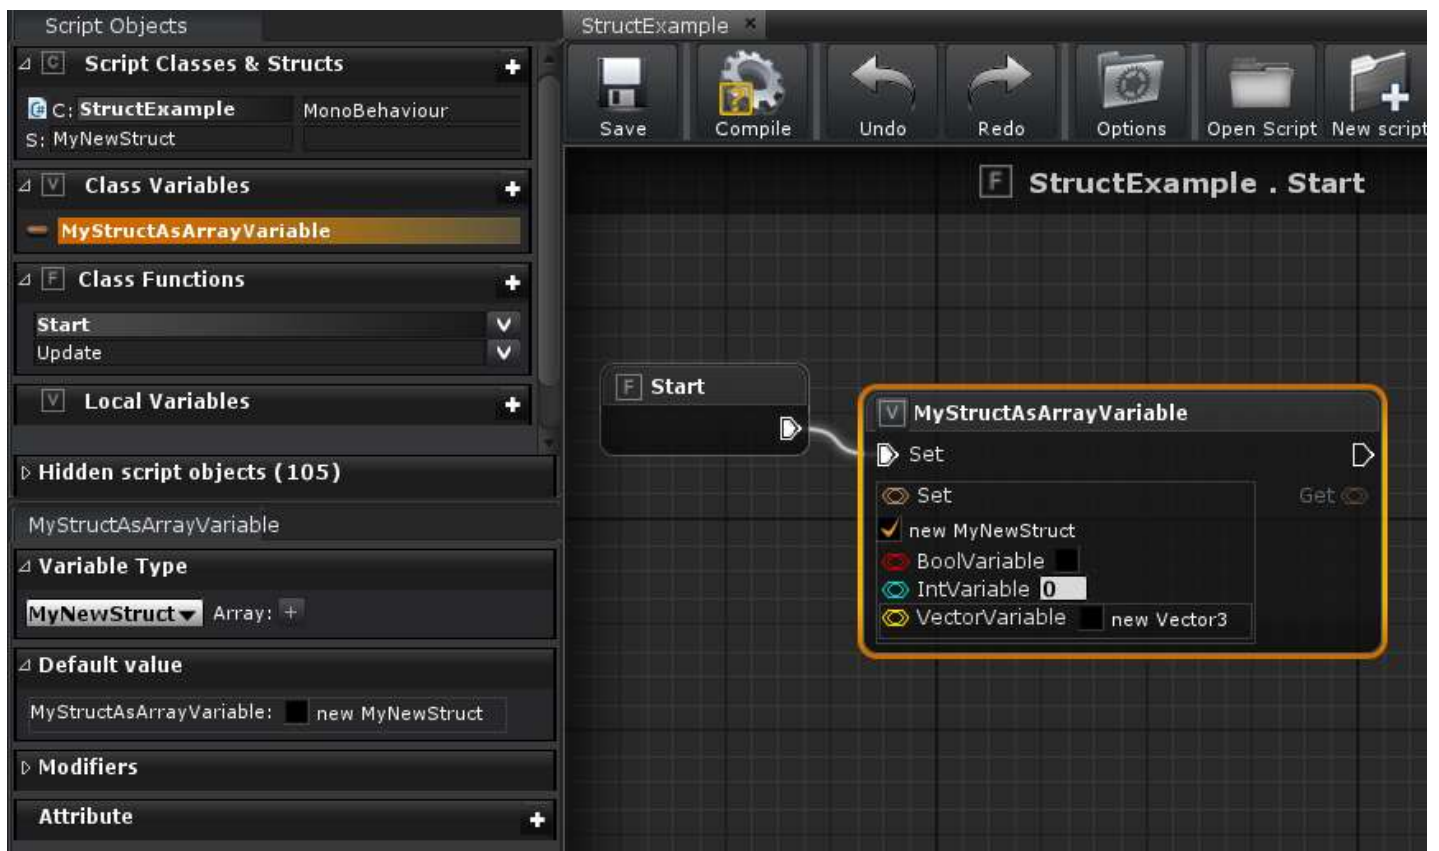 Script Objects
C Script Classes & Structs +
C: StructExample MonoBehaviour
S: MyNewStruct
V Class Variables +
MyStructAsArrayVariable
F Class Functions +
Start V
Update V
V Local Variables +
Hidden script objects (105)
MyStructAsArrayVariable
Variable Type
MyNewStruct Array: +
Default value
MyStructAsArrayVariable: new MyNewStruct
Modifiers
Attribute +
StructExample ×
Save Compile Undo Redo Options Open Script New script
F StructExample . Start
F Start
V MyStructAsArrayVariable
Set
Set Get
new MyNewStruct
BoolVariable
IntVariable 0
VectorVariable new Vector3